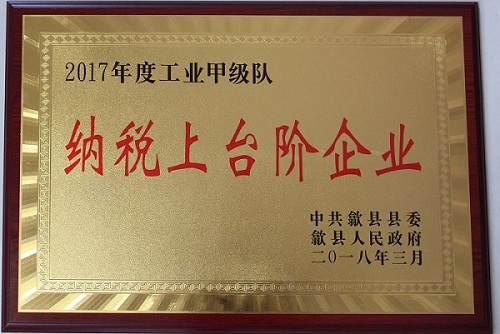 2017年度工业甲级队
纳税上台阶企业
中共歙县县委
歙县人民政府
二〇一八年三月